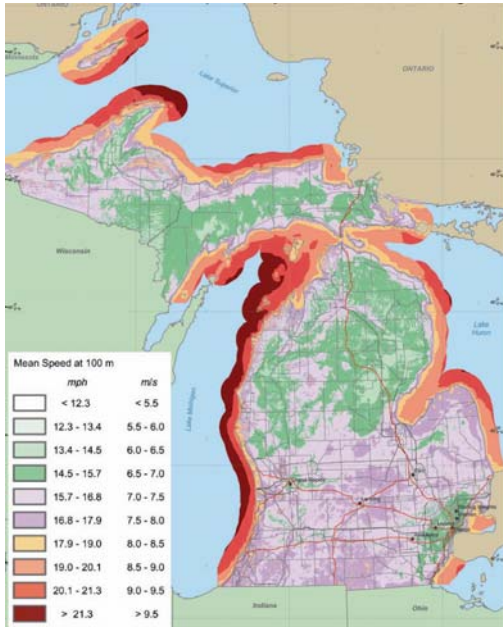 ONTARIO
Minnesota
Lake Superior
ONTARIO
Wisconsin
Lake Michigan
Lake Huron
Mean Speed at 100 m
mph m/s
< 12.3 < 5.5
12.3 - 13.4 5.5 - 6.0
13.4 - 14.5 6.0 - 6.5
14.5 - 15.7 6.5 - 7.0
15.7 - 16.8 7.0 - 7.5
16.8 - 17.9 7.5 - 8.0
17.9 - 19.0 8.0 - 8.5
19.0 - 20.1 8.5 - 9.0
20.1 - 21.3 9.0 - 9.5
> 21.3 > 9.5
Indiana
Ohio